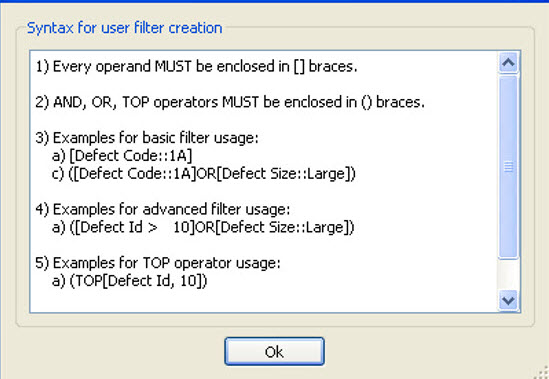 Syntax for user filter creation
1) Every operand MUST be enclosed in [] braces.
2) AND, OR, TOP operators MUST be enclosed in () braces.
3) Examples for basic filter usage:
a) [Defect Code::1A]
c) ([Defect Code::1A]OR[Defect Size::Large])
4) Examples for advanced filter usage:
a) ([Defect Id >   10]OR[Defect Size::Large])
5) Examples for TOP operator usage:
a) (TOP[Defect Id, 10])
Ok